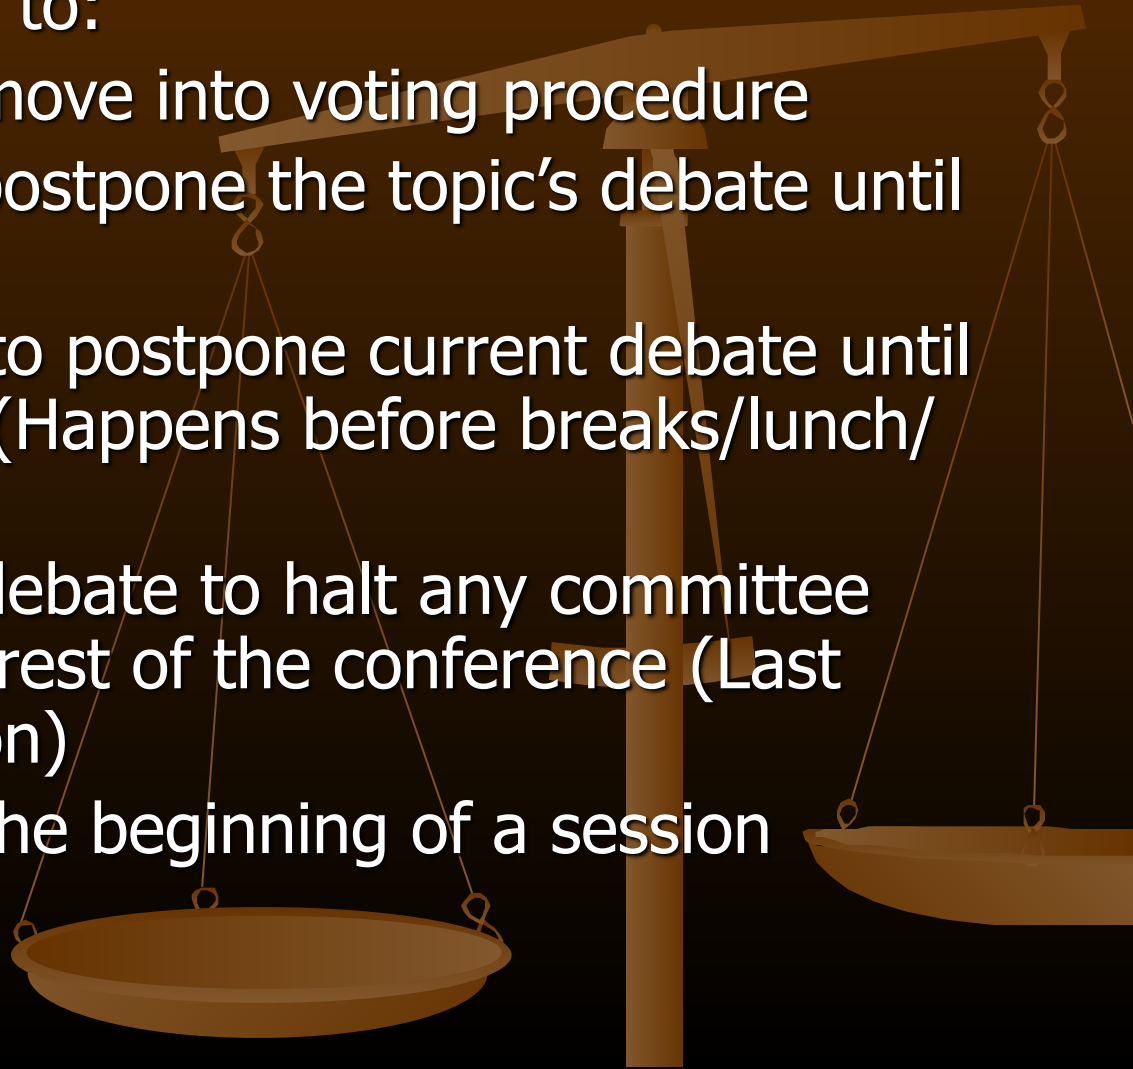 to:
move into voting procedure
postpone the topic’s debate until
to postpone current debate until
(Happens before breaks/lunch/
debate to halt any committee
rest of the conference (Last
on)
the beginning of a session